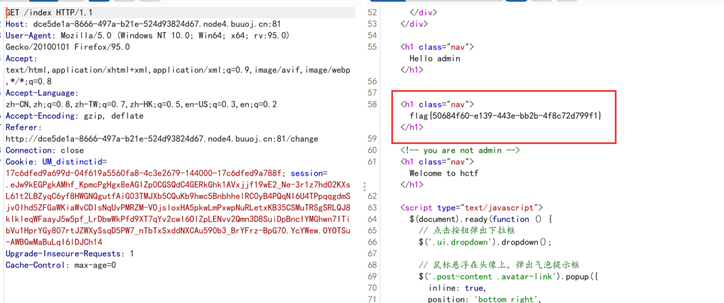 GET /index HTTP/1.1
Host: dce5de1a-8666-497a-b21e-524d93824d67.node4.buuoj.cn:81
User-Agent: Mozilla/5.0 (Windows NT 10.0; Win64; x64; rv:95.0)
Gecko/20100101 Firefox/95.0
Accept:
text/html,application/xhtml+xml,application/xml;q=0.9,image/avif,image/webp
,*/*;q=0.8
Accept-Language:
zh-CN,zh;q=0.8,zh-TW;q=0.7,zh-HK;q=0.5,en-US;q=0.3,en;q=0.2
Accept-Encoding: gzip, deflate
Referer:
http://dce5de1a-8666-497a-b21e-524d93824d67.node4.buuoj.cn:81/change
Connection: close
Cookie: UM_distinctid=
17c6dfed9a699d-04f619a5560fa8-4c3e2679-144000-17c6dfed9a788f; session=
Upgrade-Insecure-Requests: 1
Cache-Control: max-age=0
52 </div>
53 </div>
54
55 <h1 class="nav">
Hello admin
</h1>
56
57
58 <h1 class="nav">
flag{50684f60-e139-443e-bb2b-4f8c72d799f1}
</h1>
59
60 <!-- you are not admin -->
61 <h1 class="nav">
Welcome to hctf
</h1>
62
63 <script type="text/javascript">
64 $(document).ready(function () {
65 // 点击按钮弹出下拉框
66 $('.ui.dropdown').dropdown();
67
68 // 鼠标悬浮在头像上，弹出气泡提示框
69 $('.post-content .avatar-link').popup({
70 inline: true,
71 position: 'bottom right',